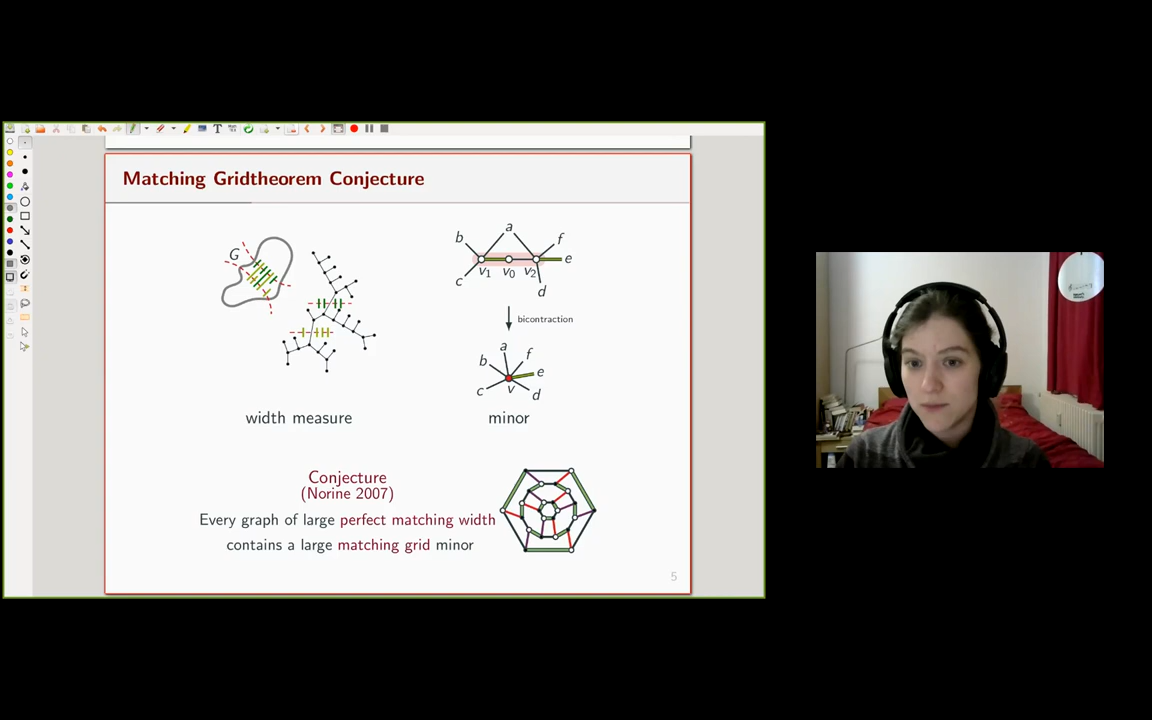 Matching Gridtheorem Conjecture
G
width measure
a
b
f
e
c
v1
v0
v2
d
bicontraction
a
b
f
e
c
v
d
minor
Conjecture
(Norine 2007)
Every graph of large perfect matching width
contains a large matching grid minor
5
T